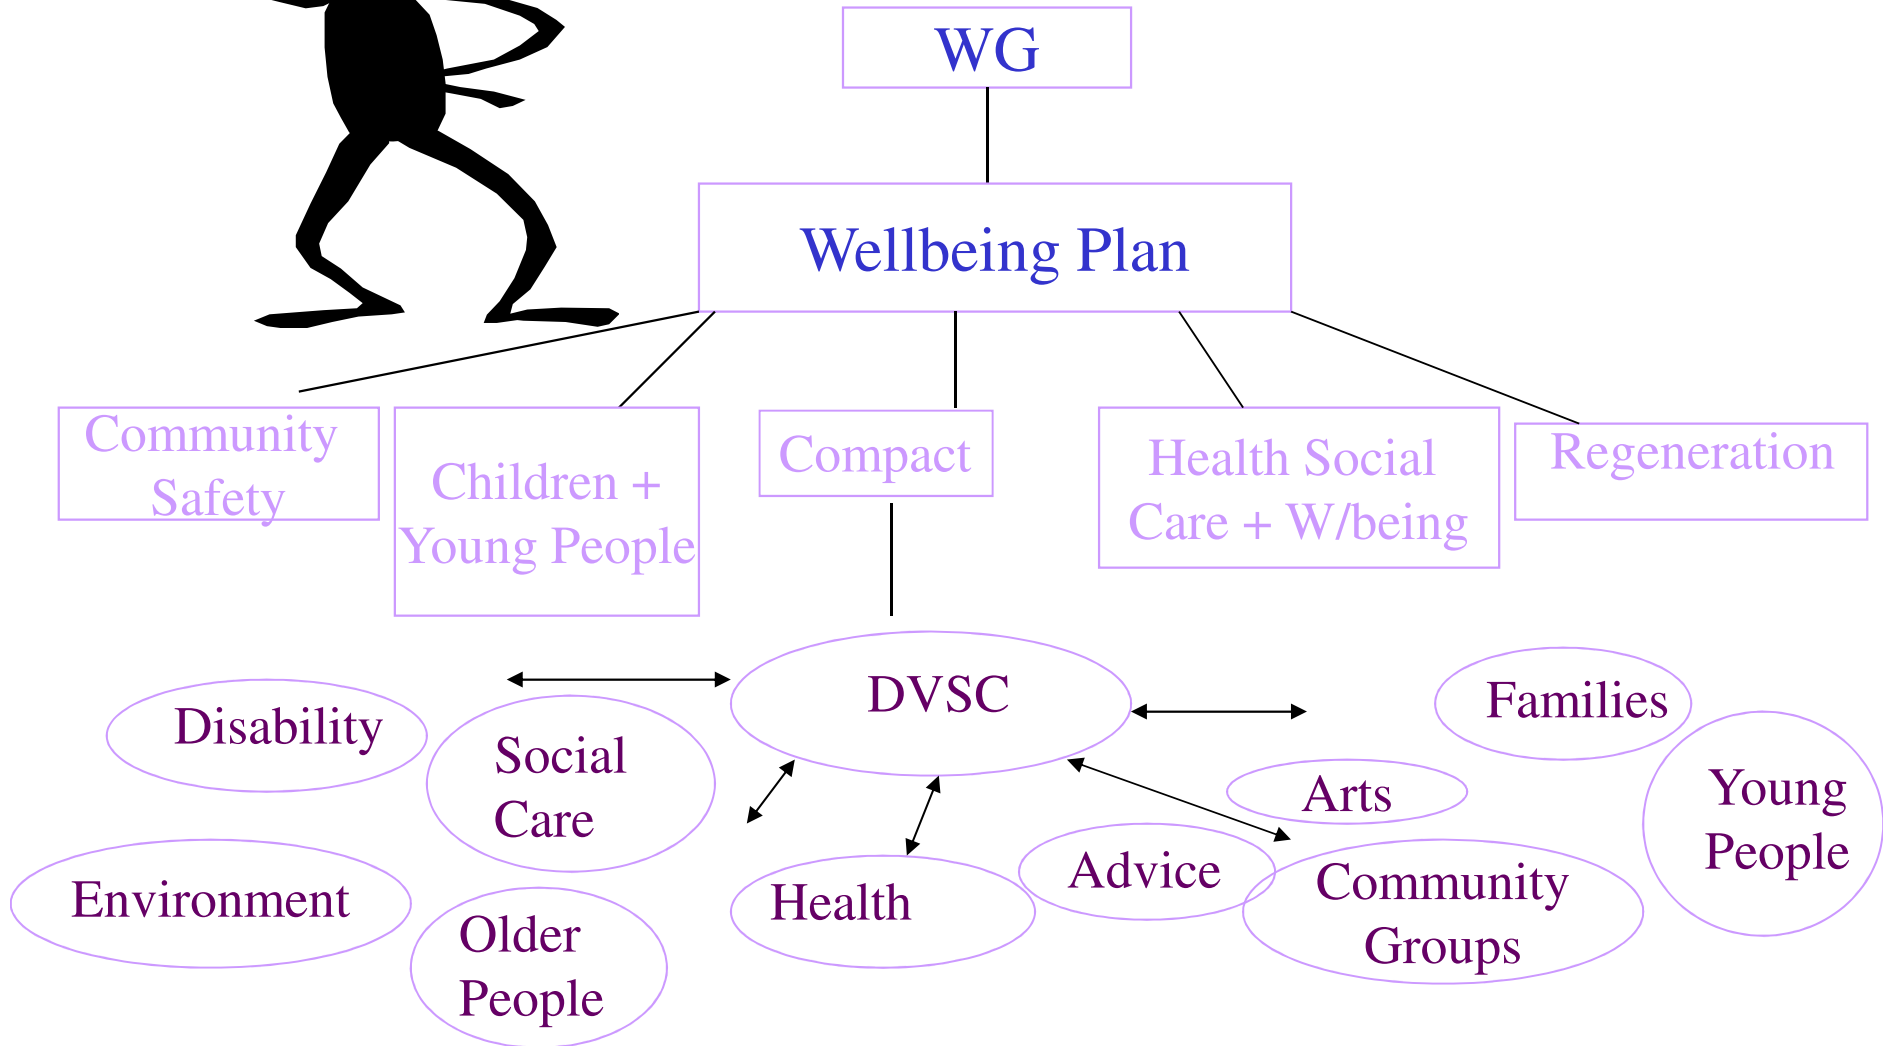 WG
Wellbeing Plan
Community
Safety
Children +
Young People
Compact
Health Social
Care + W/being
Regeneration
DVSC
Disability
Social
Care
Families
Young
People
Arts
Environment
Older
People
Health
Advice
Community
Groups